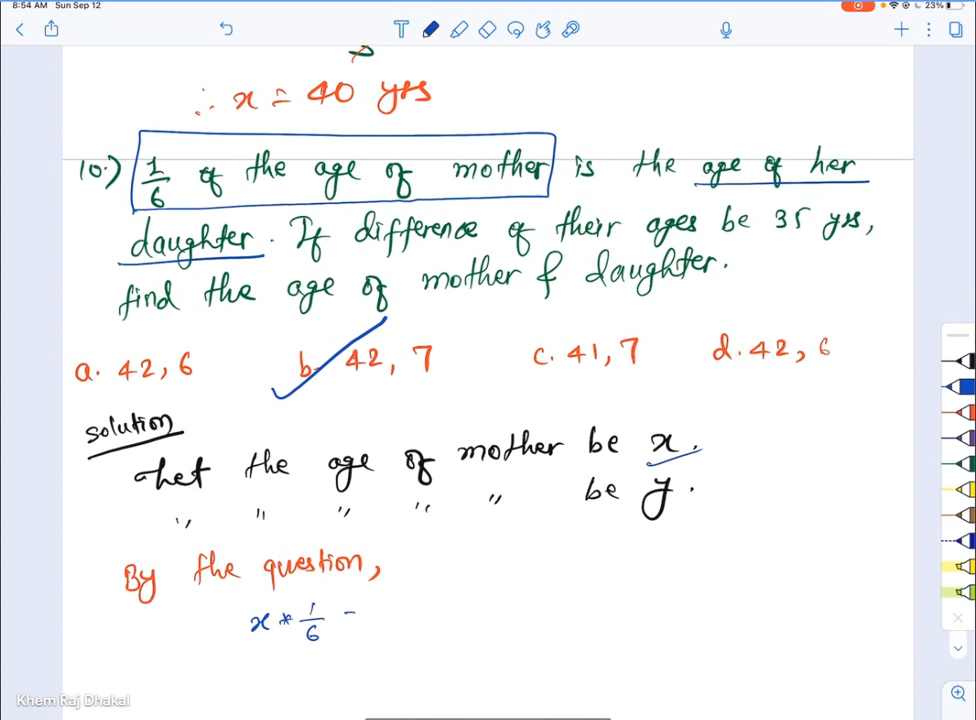 8:54 AM Sun Sep 12
23%
∴ x = 40 yrs
10.) 1/6 of the age of mother is the age of her
daughter. If difference of their ages be 35 yrs,
find the age of mother & daughter.
a. 42, 6 b. 42, 7 c. 41, 7 d. 42, 6
solution
Let the age of mother be x.
" " " " " be y.
By the question,
x * 1/6 =
Khem Raj Dhakal